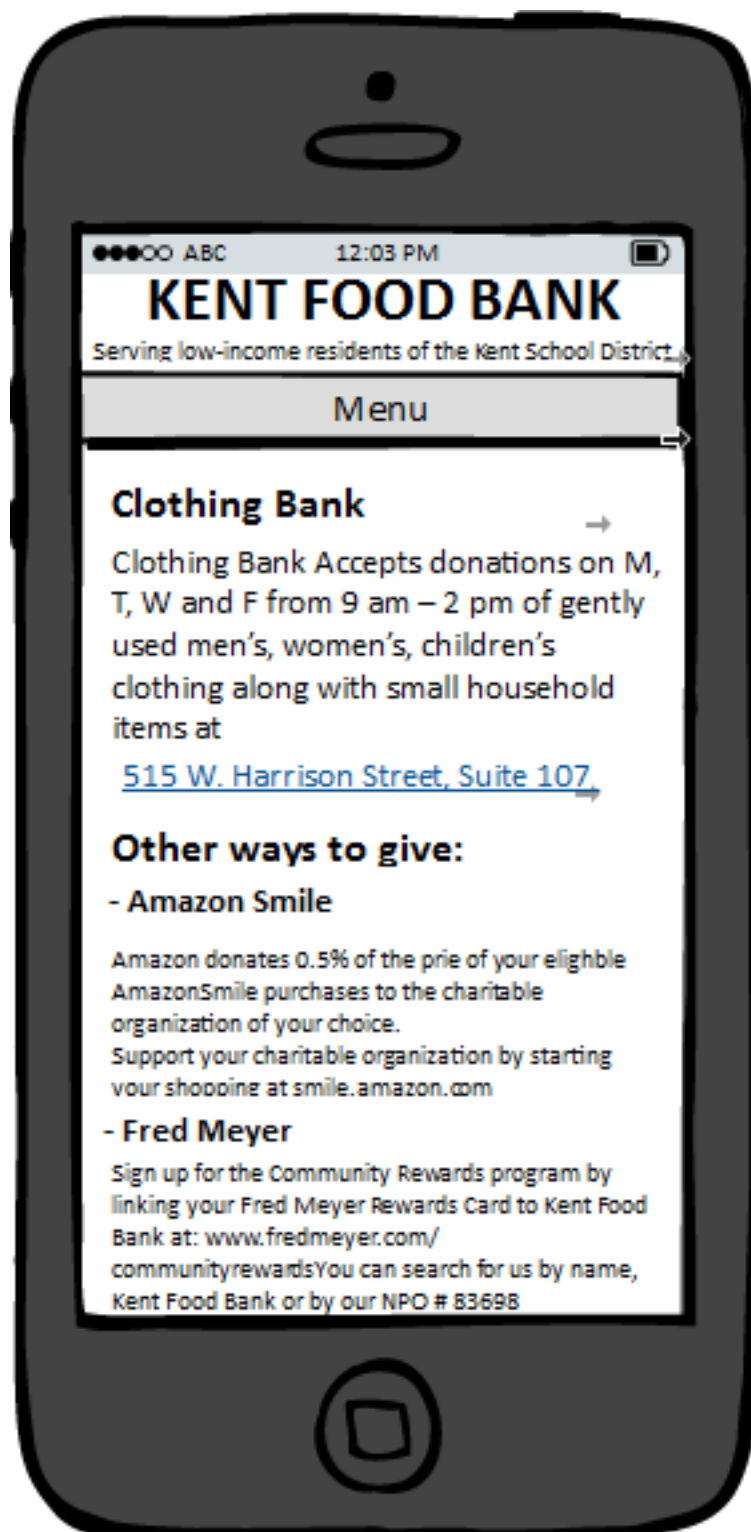 ABC 12:03 PM
KENT FOOD BANK
Serving low-income residents of the Kent School District
Menu
Clothing Bank
Clothing Bank Accepts donations on M,
T, W and F from 9 am – 2 pm of gently
used men's, women's, children's
clothing along with small household
items at
515 W. Harrison Street, Suite 107,
Other ways to give:
- Amazon Smile
Amazon donates 0.5% of the prie of your elighble
AmazonSmile purchases to the charitable
organization of your choice.
Support your charitable organization by starting
your shopping at smile.amazon.com
- Fred Meyer
Sign up for the Community Rewards program by
linking your Fred Meyer Rewards Card to Kent Food
Bank at: www.fredmeyer.com/
communityrewardsYou can search for us by name,
Kent Food Bank or by our NPO # 83698